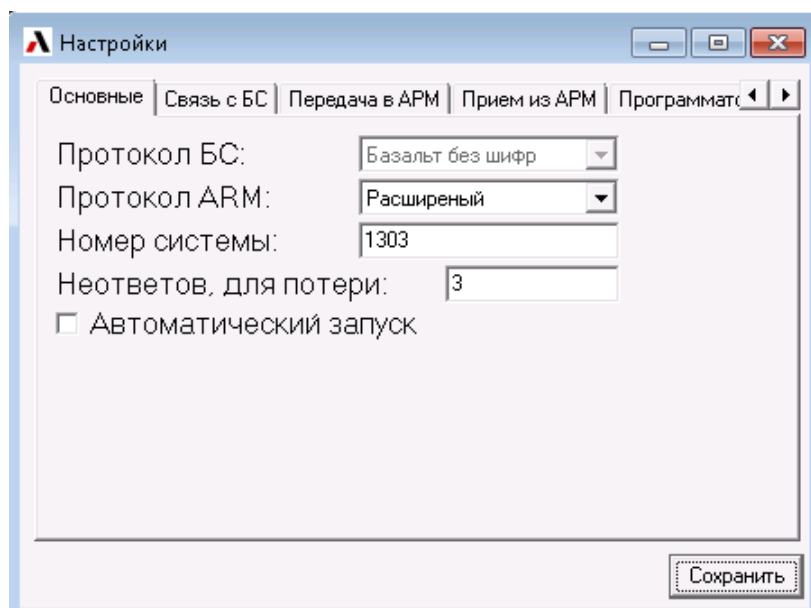 Настройки
Основные Связь с БС Передача в АРМ Прием из АРМ
Протокол БС: Базальт без шифр
Протокол ARM: Расширеный
Номер системы: 1303
Неответов, для потери: 3
Автоматический запуск
Сохранить